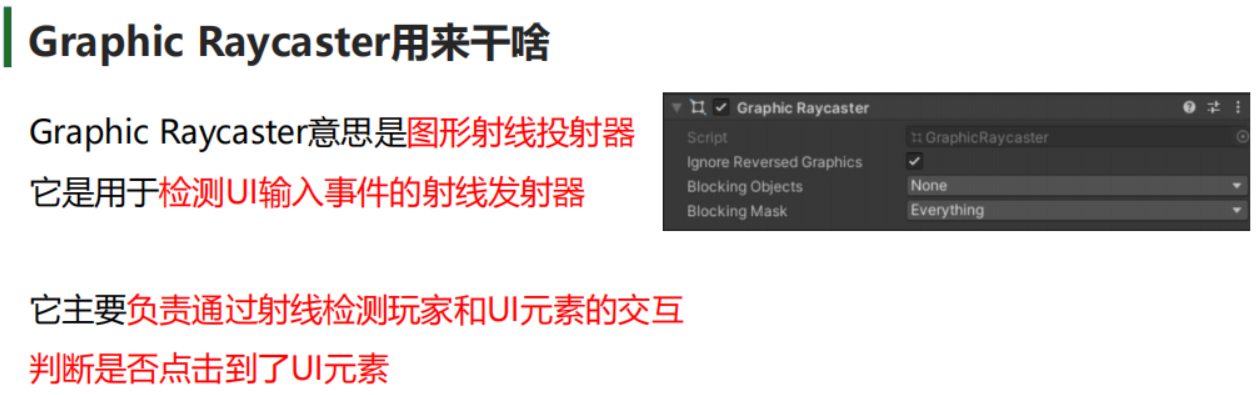 Graphic Raycaster用来干啥
Graphic Raycaster意思是图形射线投射器
它是用于检测UI输入事件的射线发射器
Graphic Raycaster
Script GraphicRaycaster
Ignore Reversed Graphics
Blocking Objects None
Blocking Mask Everything
它主要负责通过射线检测玩家和UI元素的交互
判断是否点击到了UI元素